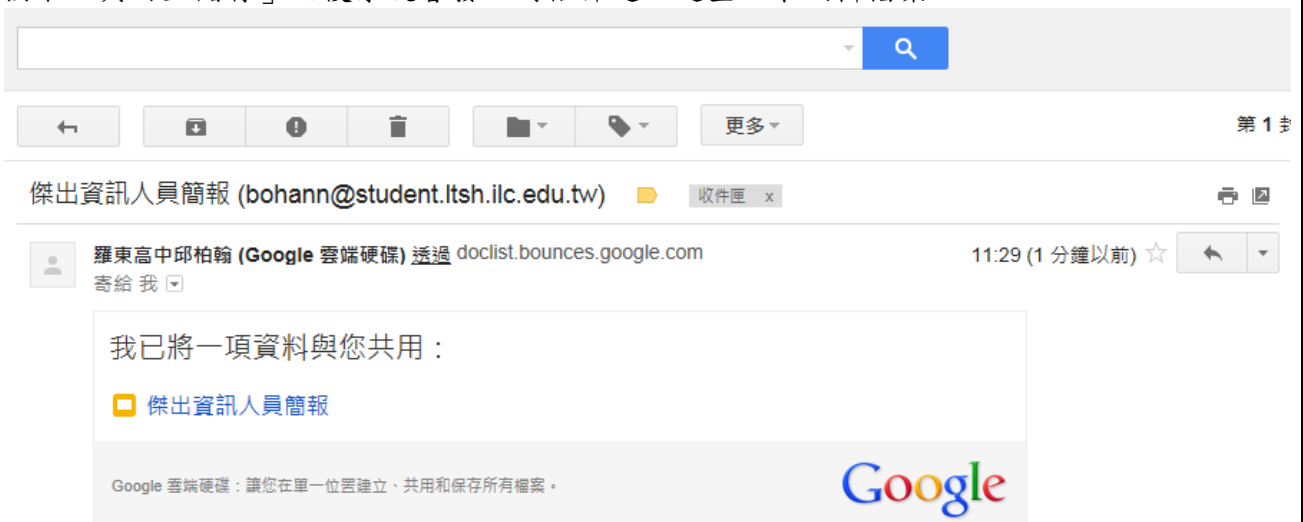 更多
第 1 封
傑出資訊人員簡報 (bohann@student.ltsh.ilc.edu.tw) 收件匣 x
羅東高中邱柏翰 (Google 雲端硬碟) 透過 doclist.bounces.google.com 11:29 (1 分鐘以前)
寄給 我
我已將一項資料與您共用：
傑出資訊人員簡報
Google 雲端硬碟：讓您在單一位置建立、共用和保存所有檔案。
Google